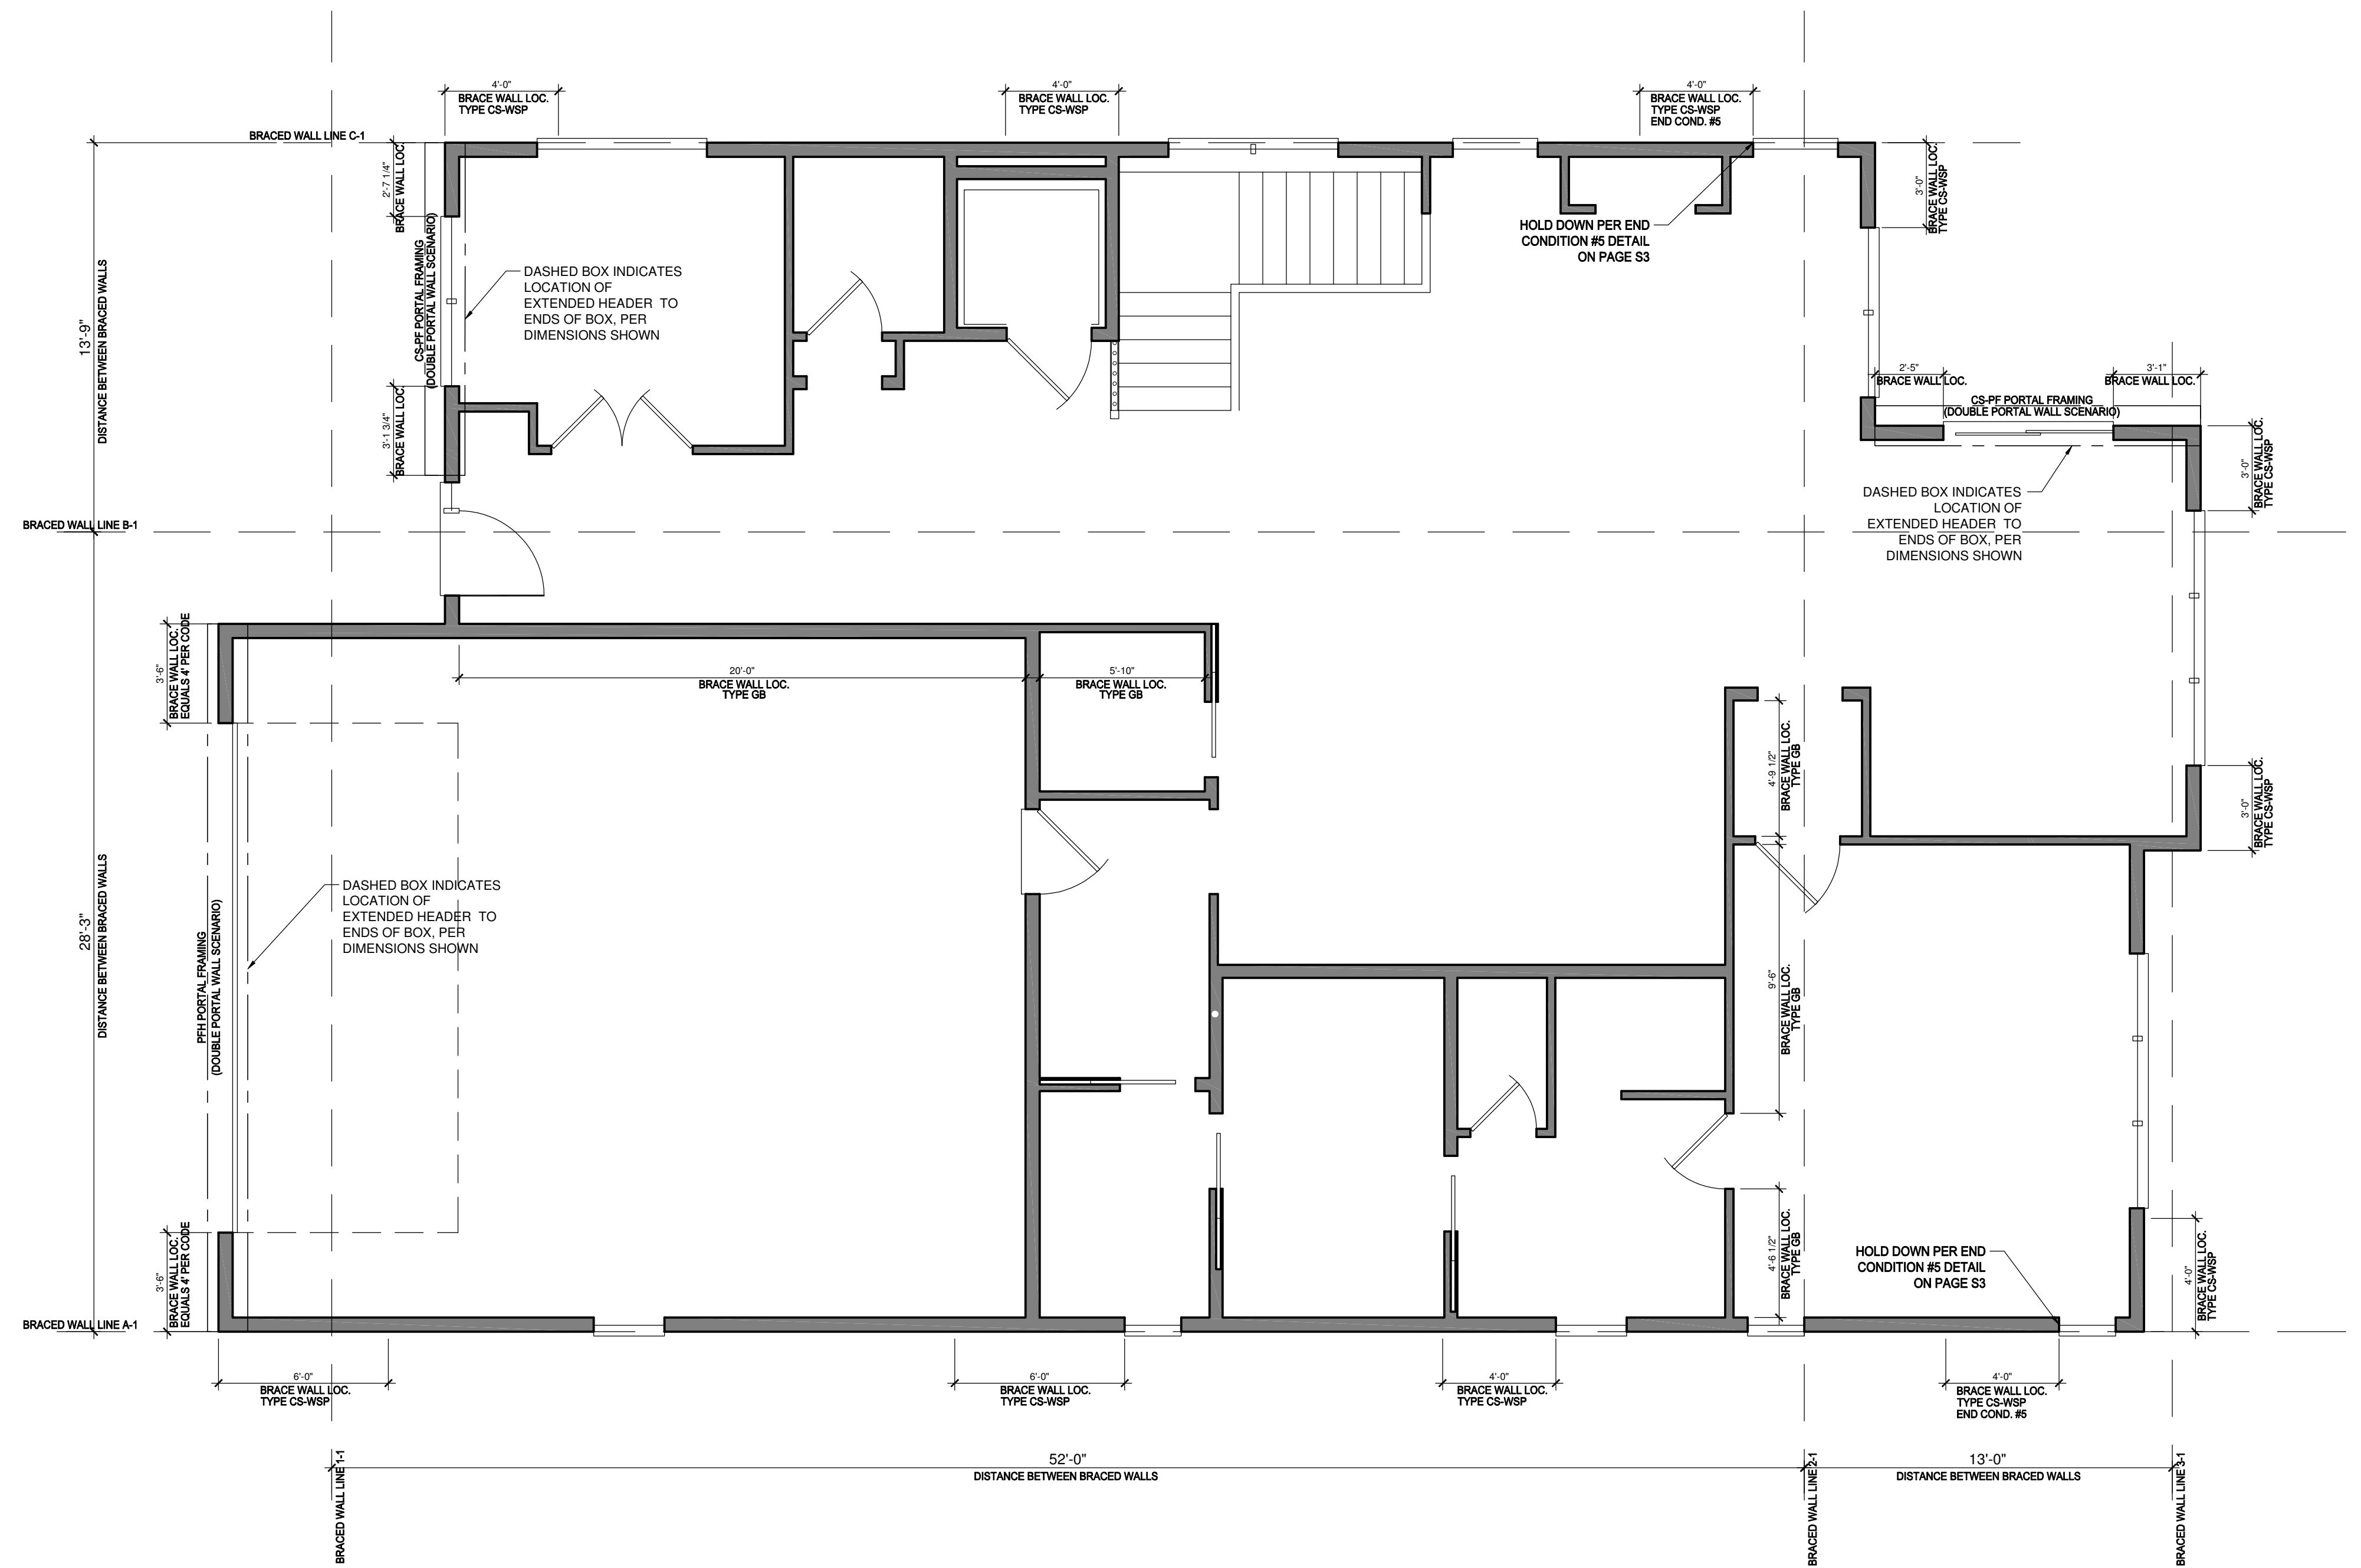 4'-0"
BRACE WALL LOC.
TYPE CS-WSP
4'-0"
BRACE WALL LOC.
TYPE CS-WSP
4'-0"
BRACE WALL LOC.
TYPE CS-WSP
END COND. #5
BRACED WALL LINE C-1
2'-7 1/4"
BRACE WALL LOC.
3'-0"
BRACE WALL LOC.
TYPE CS-WSP
HOLD DOWN PER END
CONDITION #5 DETAIL
ON PAGE S3
13'-9"
DISTANCE BETWEEN BRACED WALLS
CS-PF PORTAL FRAMING
(DOUBLE PORTAL WALL SCENARIO)
DASHED BOX INDICATES
LOCATION OF
EXTENDED HEADER TO
ENDS OF BOX, PER
DIMENSIONS SHOWN
3'-1 3/4"
BRACE WALL LOC.
2'-5"
BRACE WALL LOC.
3'-1"
BRACE WALL LOC.
CS-PF PORTAL FRAMING
(DOUBLE PORTAL WALL SCENARIO)
3'-0"
BRACE WALL LOC.
TYPE CS-WSP
DASHED BOX INDICATES
LOCATION OF
EXTENDED HEADER TO
ENDS OF BOX, PER
DIMENSIONS SHOWN
BRACED WALL LINE B-1
3'-6"
BRACE WALL LOC.
EQUALS 4' PER CODE
20'-0"
BRACE WALL LOC.
TYPE GB
5'-10"
BRACE WALL LOC.
TYPE GB
4'-9 1/2"
BRACE WALL LOC.
TYPE GB
3'-0"
BRACE WALL LOC.
TYPE CS-WSP
28'-3"
DISTANCE BETWEEN BRACED WALLS
PFH PORTAL FRAMING
(DOUBLE PORTAL WALL SCENARIO)
DASHED BOX INDICATES
LOCATION OF
EXTENDED HEADER TO
ENDS OF BOX, PER
DIMENSIONS SHOWN
9'-6"
BRACE WALL LOC.
TYPE GB
3'-6"
BRACE WALL LOC.
EQUALS 4' PER CODE
4'-6 1/2"
BRACE WALL LOC.
TYPE GB
HOLD DOWN PER END
CONDITION #5 DETAIL
ON PAGE S3
4'-0"
BRACE WALL LOC.
TYPE CS-WSP
BRACED WALL LINE A-1
6'-0"
BRACE WALL LOC.
TYPE CS-WSP
6'-0"
BRACE WALL LOC.
TYPE CS-WSP
4'-0"
BRACE WALL LOC.
TYPE CS-WSP
4'-0"
BRACE WALL LOC.
TYPE CS-WSP
END COND. #5
BRACED WALL LINE 1-1
52'-0"
DISTANCE BETWEEN BRACED WALLS
BRACED WALL LINE 2-1
13'-0"
DISTANCE BETWEEN BRACED WALLS
BRACED WALL LINE 3-1